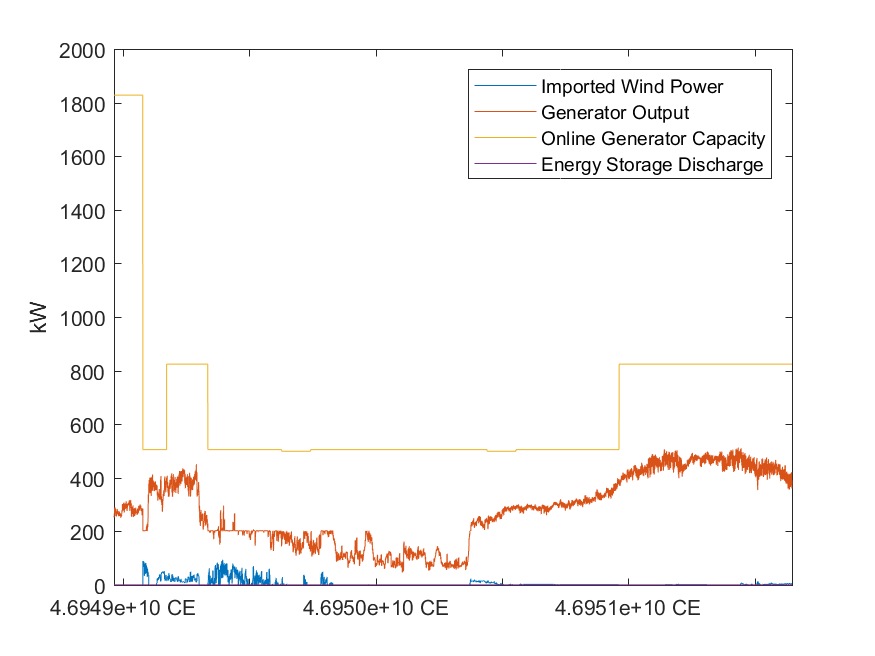 2000
1800
1600
1400
1200
1000
800
600
400
200
0
kW
Imported Wind Power
Generator Output
Online Generator Capacity
Energy Storage Discharge
4.6949e+10 CE
4.6950e+10 CE
4.6951e+10 CE